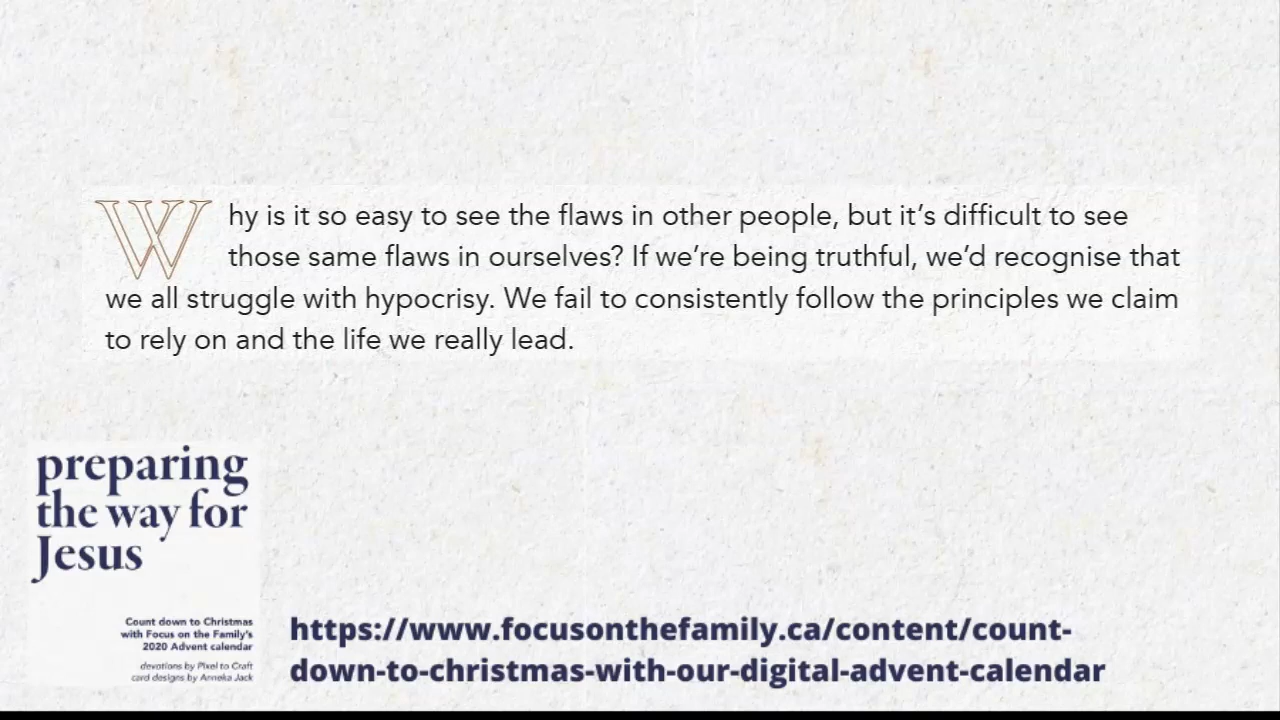 Why is it so easy to see the flaws in other people, but it’s difficult to see
those same flaws in ourselves? If we’re being truthful, we’d recognise that
we all struggle with hypocrisy. We fail to consistently follow the principles we claim
to rely on and the life we really lead.
preparing
the way for
Jesus
Count down to Christmas
with Focus on the Family's
2020 Advent calendar
devotions by Pixel to Craft
card designs by Anneka Jack
https://www.focusonthefamily.ca/content/count-
down-to-christmas-with-our-digital-advent-calendar